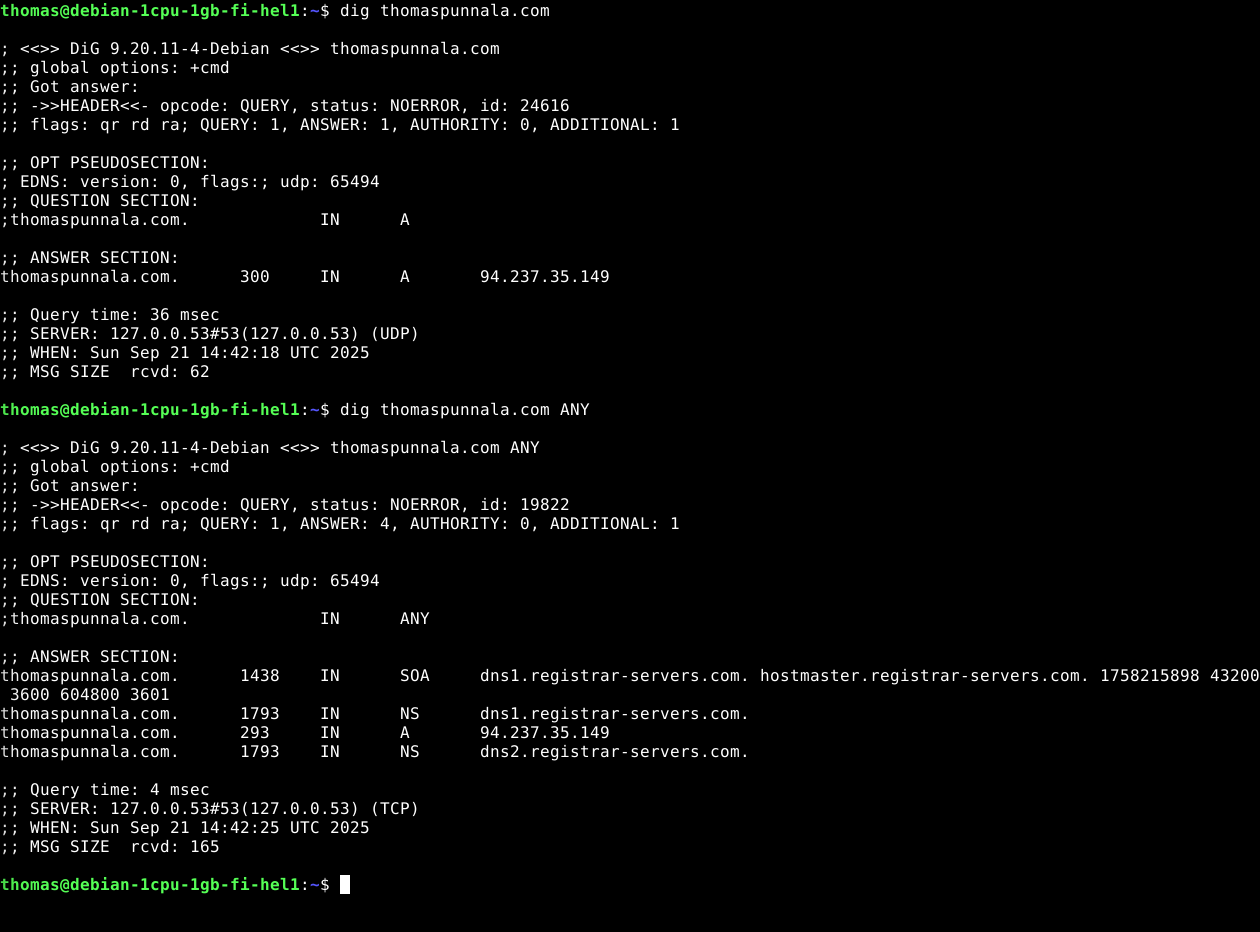 thomas@debian-1cpu-1gb-fi-hel1:~$ dig thomaspunnala.com

; <<>> DiG 9.20.11-4-Debian <<>> thomaspunnala.com
;; global options: +cmd
;; Got answer:
;; ->>HEADER<<- opcode: QUERY, status: NOERROR, id: 24616
;; flags: qr rd ra; QUERY: 1, ANSWER: 1, AUTHORITY: 0, ADDITIONAL: 1

;; OPT PSEUDOSECTION:
; EDNS: version: 0, flags:; udp: 65494
;; QUESTION SECTION:
;thomaspunnala.com.		IN	A

;; ANSWER SECTION:
thomaspunnala.com.	300	IN	A	94.237.35.149

;; Query time: 36 msec
;; SERVER: 127.0.0.53#53(127.0.0.53) (UDP)
;; WHEN: Sun Sep 21 14:42:18 UTC 2025
;; MSG SIZE  rcvd: 62

thomas@debian-1cpu-1gb-fi-hel1:~$ dig thomaspunnala.com ANY

; <<>> DiG 9.20.11-4-Debian <<>> thomaspunnala.com ANY
;; global options: +cmd
;; Got answer:
;; ->>HEADER<<- opcode: QUERY, status: NOERROR, id: 19822
;; flags: qr rd ra; QUERY: 1, ANSWER: 4, AUTHORITY: 0, ADDITIONAL: 1

;; OPT PSEUDOSECTION:
; EDNS: version: 0, flags:; udp: 65494
;; QUESTION SECTION:
;thomaspunnala.com.		IN	ANY

;; ANSWER SECTION:
thomaspunnala.com.	1438	IN	SOA	dns1.registrar-servers.com. hostmaster.registrar-servers.com. 1758215898 43200
 3600 604800 3601
thomaspunnala.com.	1793	IN	NS	dns1.registrar-servers.com.
thomaspunnala.com.	293	IN	A	94.237.35.149
thomaspunnala.com.	1793	IN	NS	dns2.registrar-servers.com.

;; Query time: 4 msec
;; SERVER: 127.0.0.53#53(127.0.0.53) (TCP)
;; WHEN: Sun Sep 21 14:42:25 UTC 2025
;; MSG SIZE  rcvd: 165

thomas@debian-1cpu-1gb-fi-hel1:~$